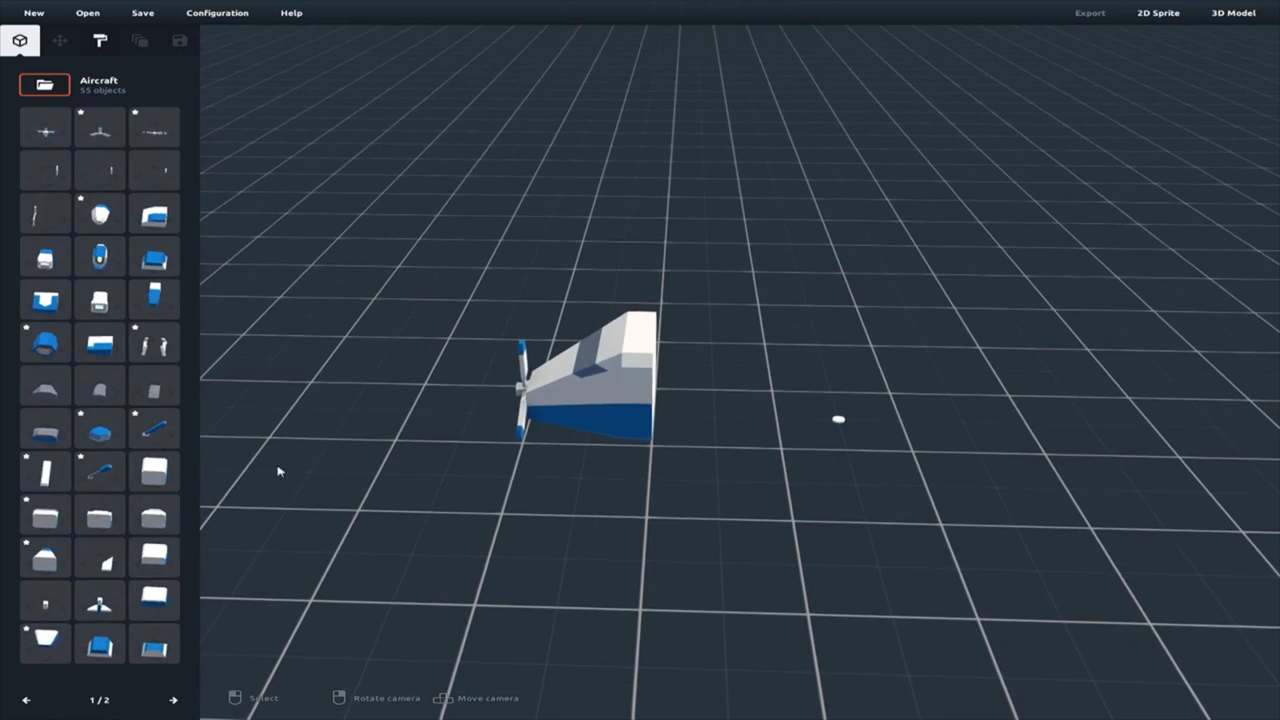 New Open Save Configuration Help Export 2D Sprite 3D Model
Aircraft
55 objects
1 / 2
Select Rotate camera Move camera